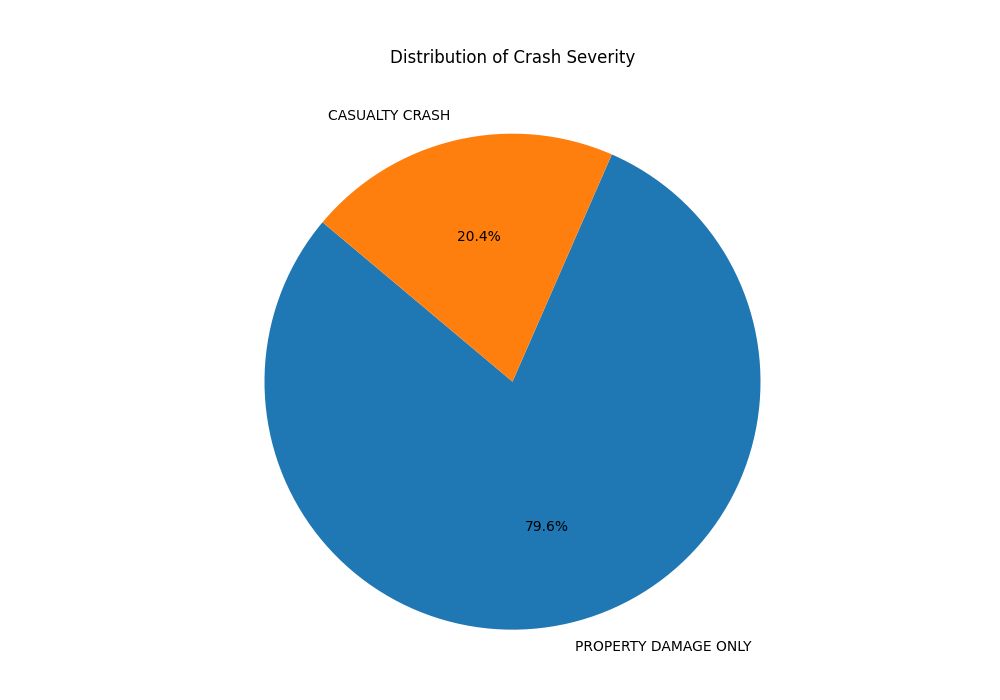 Distribution of Crash Severity
CASUALTY CRASH
20.4%
79.6%
PROPERTY DAMAGE ONLY